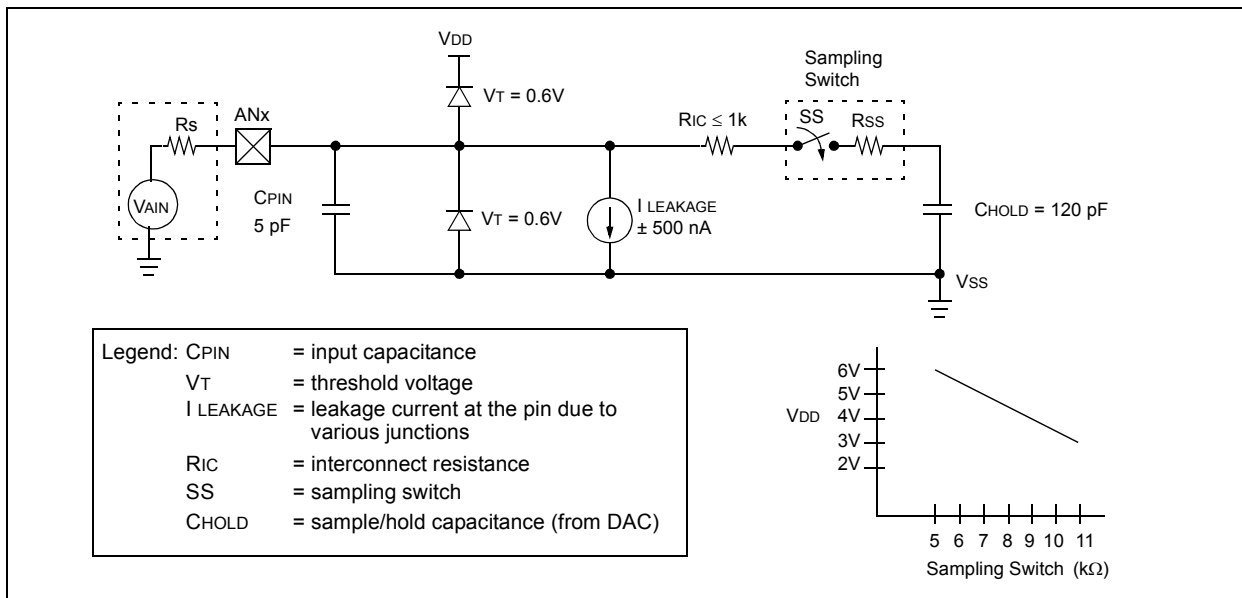 VDD
Sampling
Switch
VT = 0.6V
ANx
Rs
RIC ≤ 1k
SS
RSS
VAIN
CPIN
5 pF
VT = 0.6V
I LEAKAGE
± 500 nA
CHOLD = 120 pF
VSS
Legend: CPIN = input capacitance
VT = threshold voltage
I LEAKAGE = leakage current at the pin due to
various junctions
RIC = interconnect resistance
SS = sampling switch
CHOLD = sample/hold capacitance (from DAC)
6V
5V
VDD 4V
3V
2V
5 6 7 8 9 10 11
Sampling Switch (kΩ)